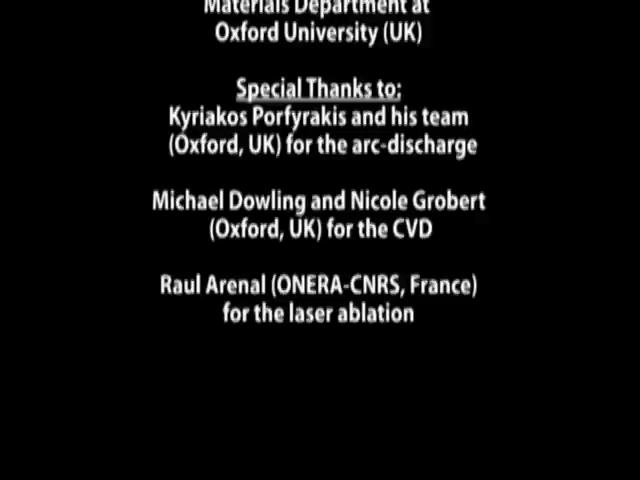 Materials Department at
Oxford University (UK)
Special Thanks to:
Kyriakos Porfyrakis and his team
(Oxford, UK) for the arc-discharge
Michael Dowling and Nicole Grobert
(Oxford, UK) for the CVD
Raul Arenal (ONERA-CNRS, France)
for the laser ablation